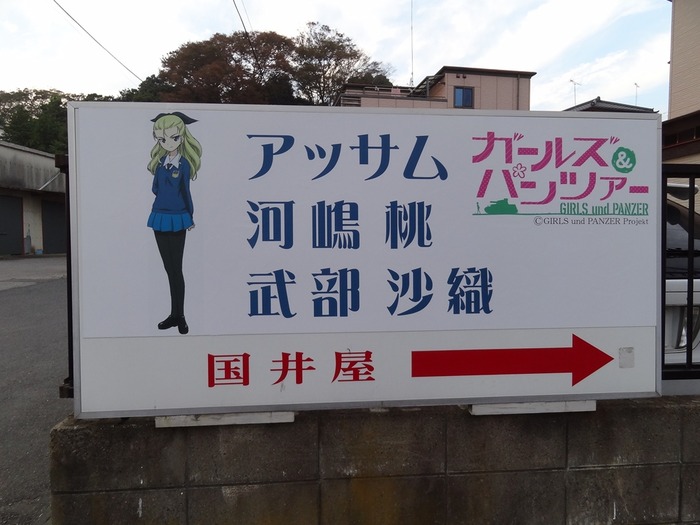 アッサム
河嶋 桃
武部 沙織
ガールズ&
パンツァー
GIRLS und PANZER
©GIRLS und PANZER Projekt
国井屋